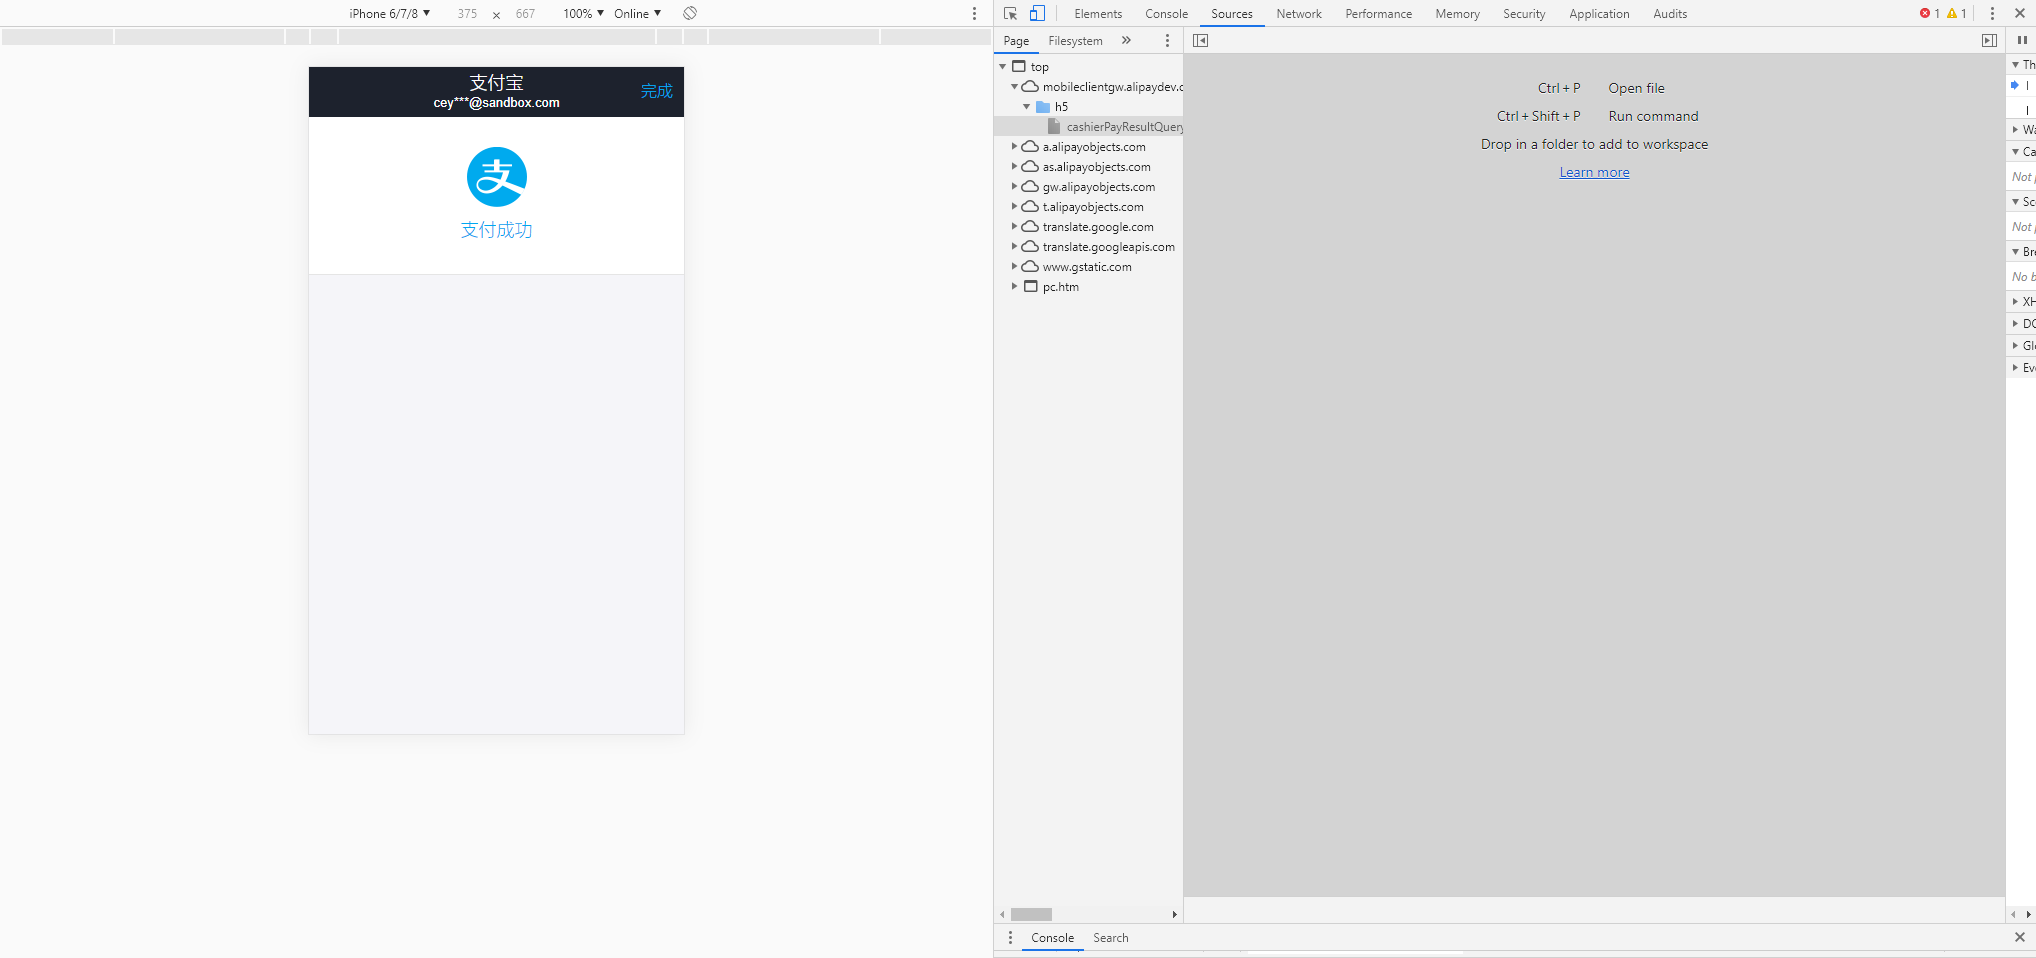 iPhone 6/7/8 375 × 667 100% Online
支付宝
cey***@sandbox.com
完成
支
支付成功
Elements Console Sources Network Performance Memory Security Application Audits 1 1
Page Filesystem
top
mobileclientgw.alipaydev.c
h5
cashierPayResultQuery
a.alipayobjects.com
as.alipayobjects.com
gw.alipayobjects.com
t.alipayobjects.com
translate.google.com
translate.googleapis.com
www.gstatic.com
pc.htm
Ctrl + P Open file
Ctrl + Shift + P Run command
Drop in a folder to add to workspace
Learn more
Th
Wa
Ca
Not
Sc
Not
Bre
No b
XH
DO
Glo
Eve
Console Search